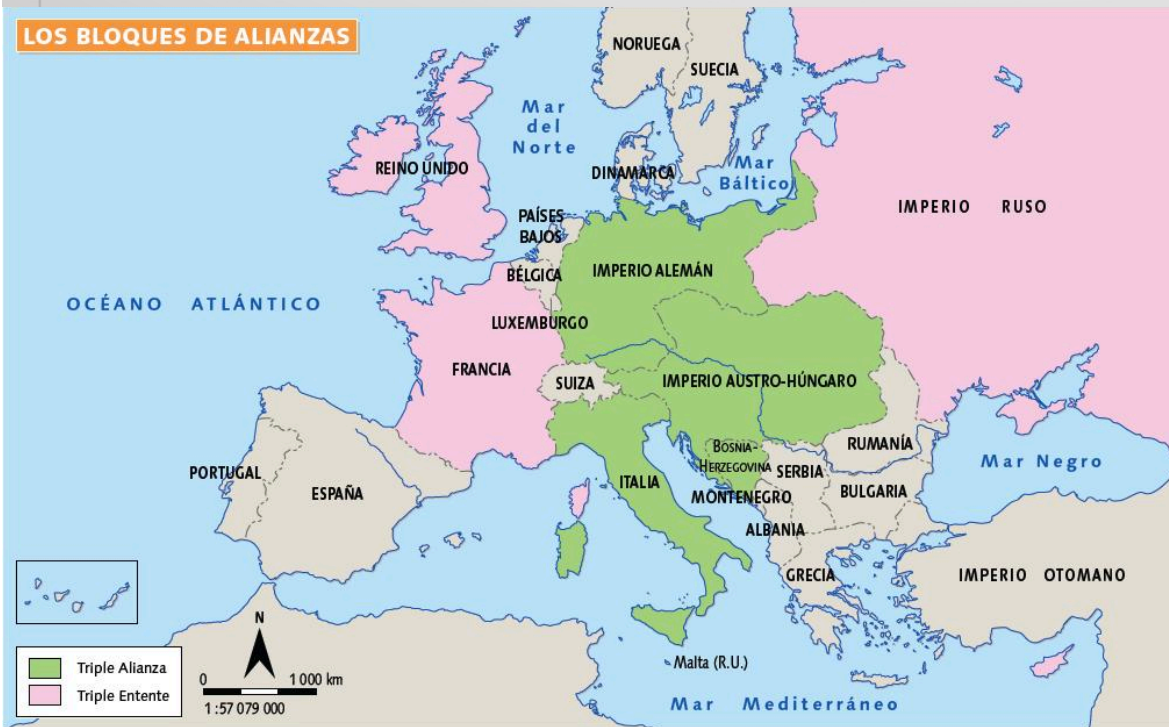 LOS BLOQUES DE ALIANZAS
NORUEGA
SUECIA
Mar
del
Norte
REINO UNIDO
DINAMARCA
Mar
Báltico
IMPERIO RUSO
PAÍSES
BAJOS
BÉLGICA
IMPERIO ALEMÁN
OCÉANO ATLÁNTICO
LUXEMBURGO
FRANCIA
SUIZA
IMPERIO AUSTRO-HÚNGARO
BOSNIA-
HERZEGOVINA
SERBIA
RUMANÍA
Mar Negro
PORTUGAL
ESPAÑA
ITALIA
MONTENEGRO
BULGARIA
ALBANIA
GRECIA
IMPERIO OTOMANO
Malta (R.U.)
Mar Mediterráneo
Triple Alianza
Triple Entente
N
0 1 000 km
1:57 079 000